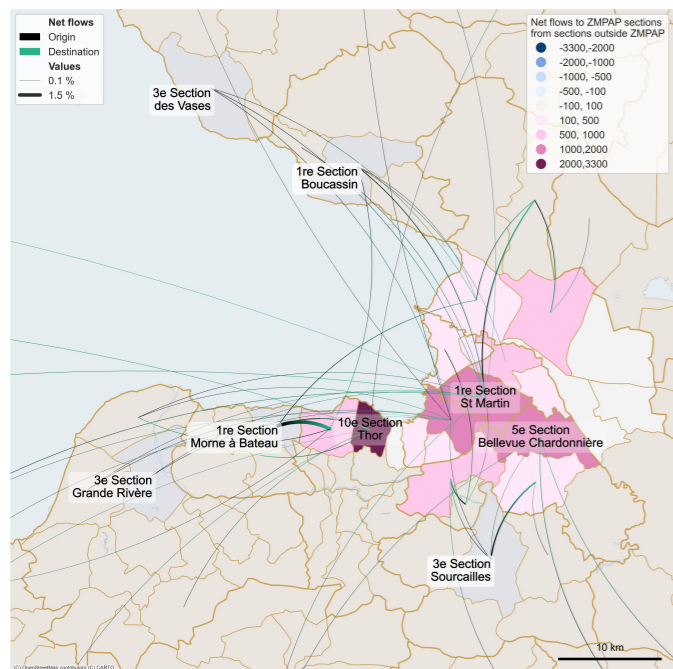 Net flows
Origin
Destination
Values
0.1 %
1.5 %
Net flows to ZMPAP sections
from sections outside ZMPAP
-3300,-2000
-2000,-1000
-1000, -500
-500, -100
-100, 100
100, 500
500, 1000
1000,2000
2000,3300
3e Section
des Vases
1re Section
Boucassin
1re Section
St Martin
10e Section
Thor
5e Section
Bellevue Chardonnière
1re Section
Morne à Bateau
3e Section
Grande Rivère
3e Section
Sourcailles
10 km
(C) OpenStreetMap contributors (C) CARTO